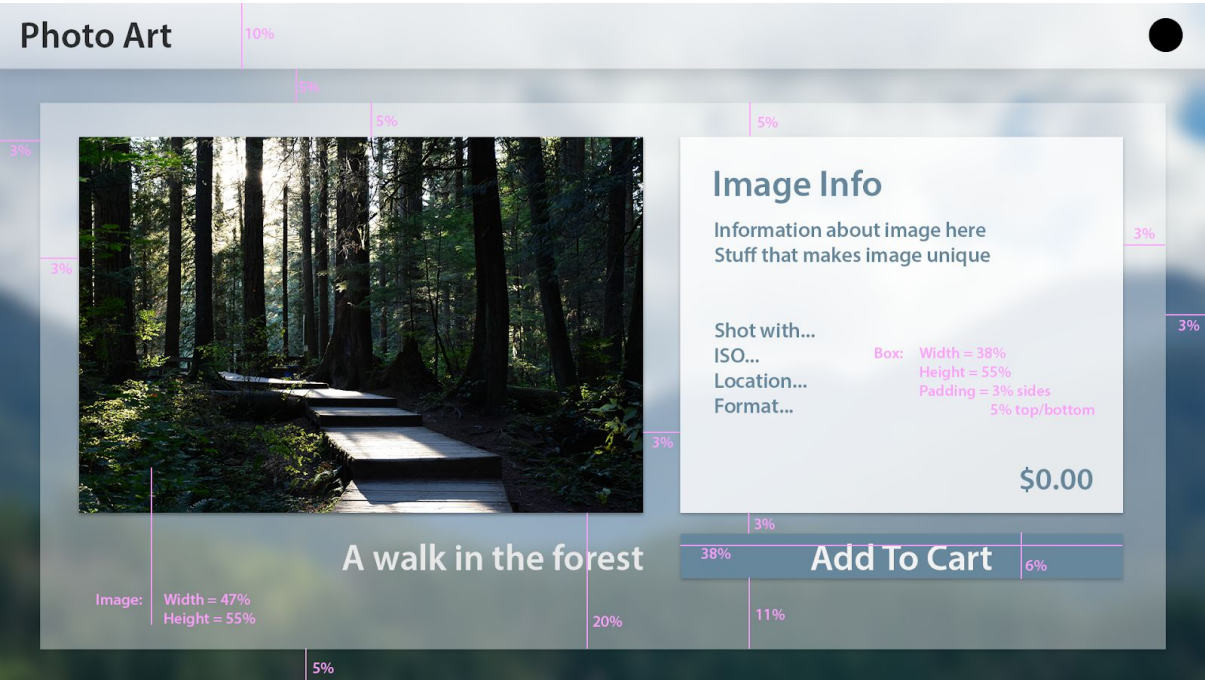 Photo Art
10%
5%
5%
5%
3%
3%
Image Info
Information about image here
Stuff that makes image unique
3%
3%
Shot with...
ISO...
Location...
Format...
Box: Width = 38%
Height = 55%
Padding = 3% sides
5% top/bottom
3%
$0.00
3%
A walk in the forest
38%
Add To Cart
6%
Image: Width = 47%
Height = 55%
20%
11%
5%